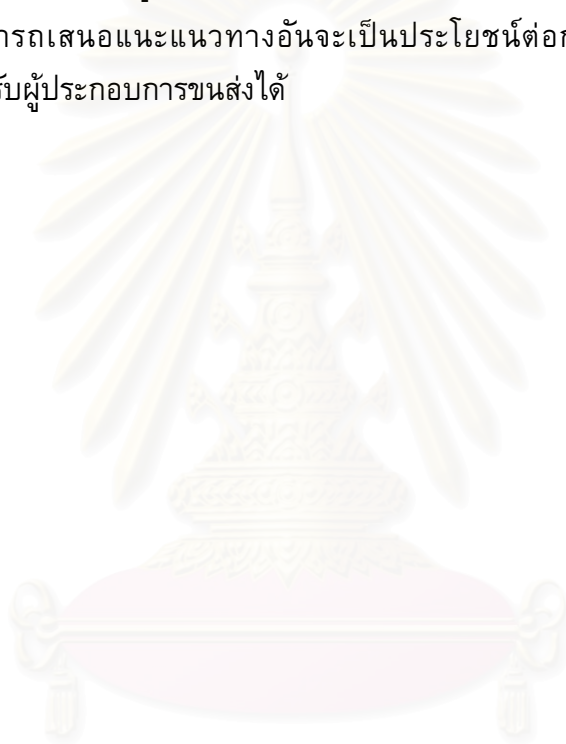 ารถเสนอแนะแนวทางอันจะเป็นประโยชน์ต่อก
รับผู้ประกอบการขนส่งได้